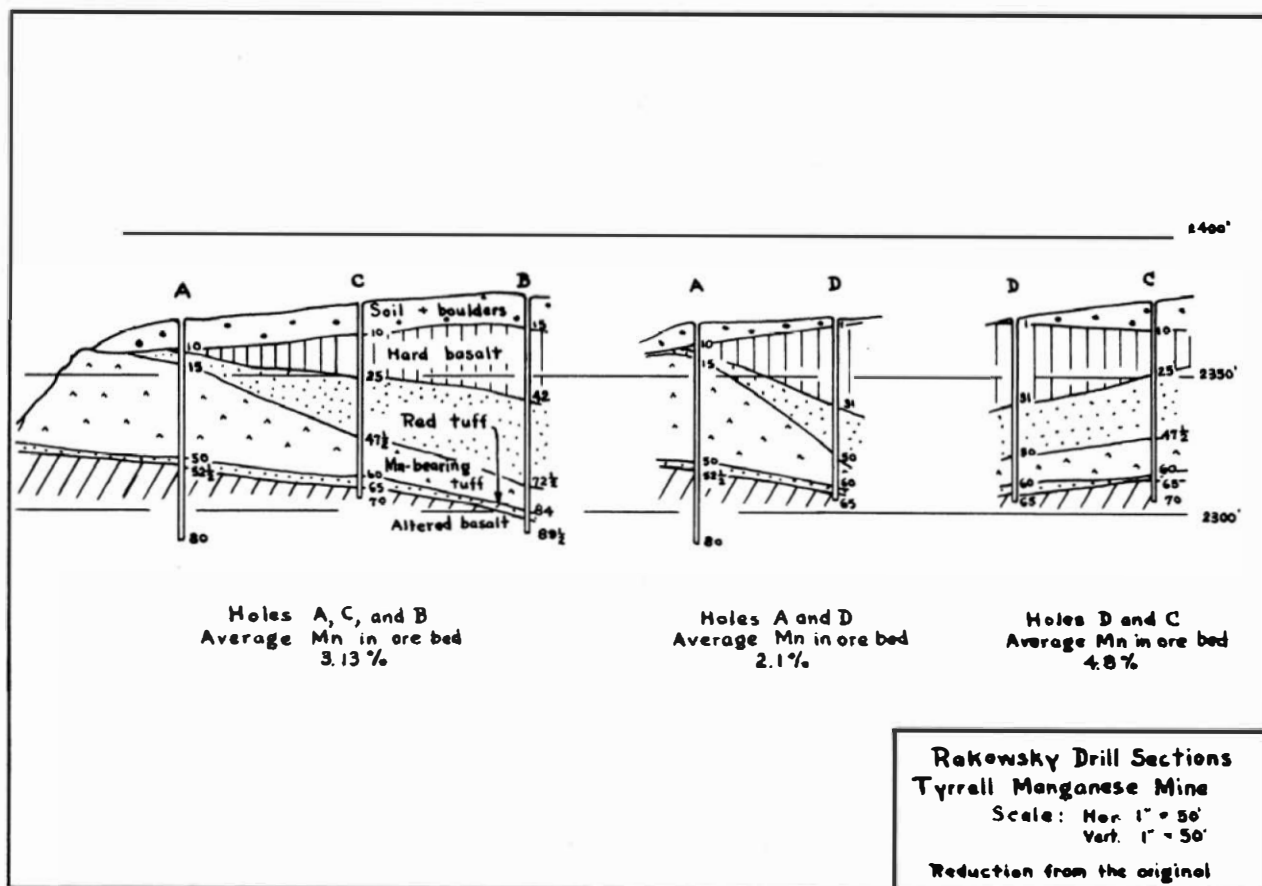 2400'
A
C
B
A
D
D
C
Soil + boulders
10
10
15
15
Hard basalt
25
42
Red tuff
47½
50
52½
60
65
70
Mn-bearing
tuff
72½
84
89½
Altered basalt
80
10
15
31
50
50
52½
60
65
80
1
10
25
2350'
31
47½
50
60
60
65
65
70
2300'
Holes A, C, and B
Average Mn in ore bed
3.13%
Holes A and D
Average Mn in ore bed
2.1%
Holes D and C
Average Mn in ore bed
4.8%
Rakowsky Drill Sections
Tyrrell Manganese Mine
Scale: Hor. 1" = 50'
Vert. 1" = 50'
Reduction from the original